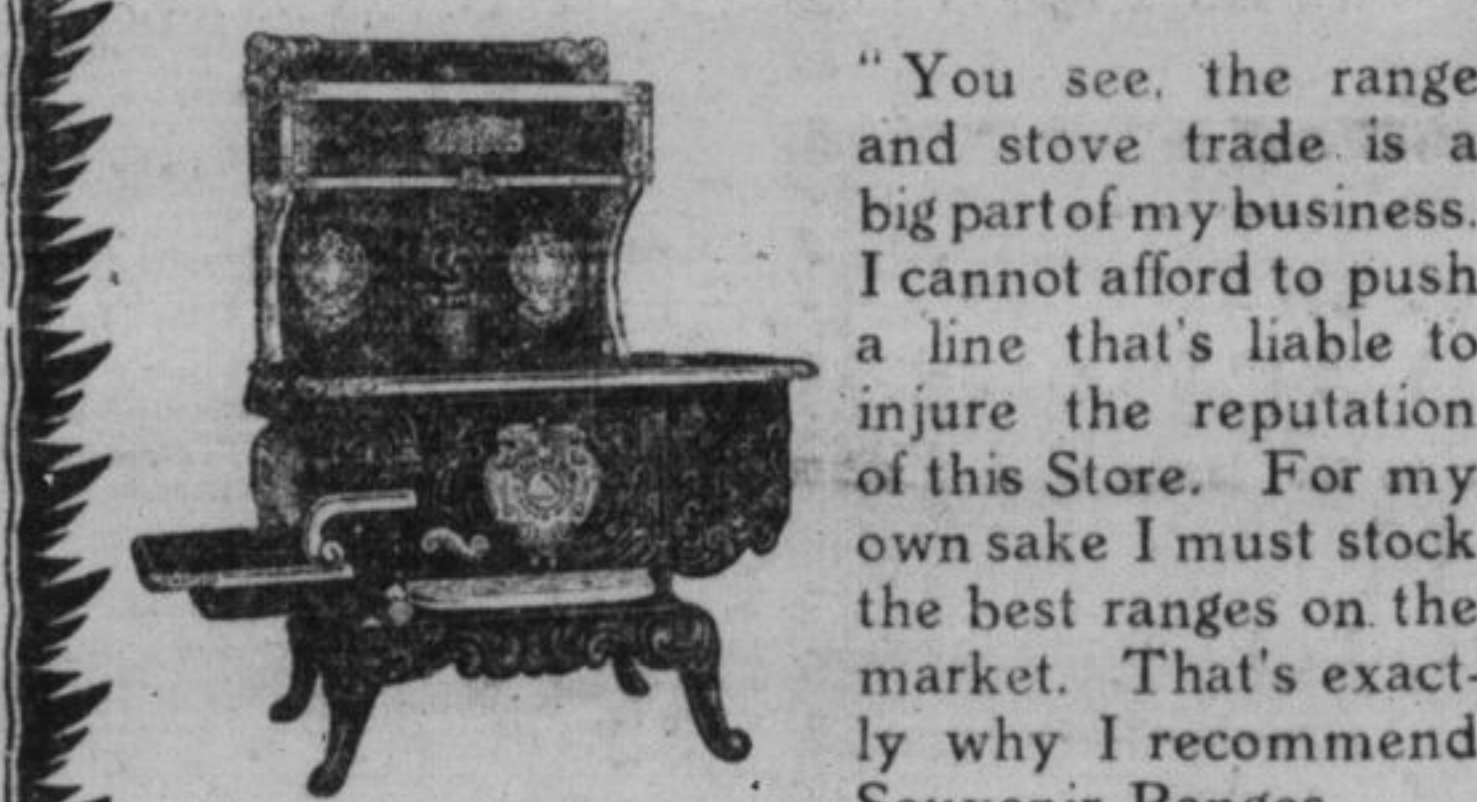 “ You see, the range
and stove trade is a
big part of my business.
I cannot afford to push
a line that's liable to
injure the reputation
of this Store. For my
own sake I must stock
the best ranges on the
market. That's exact-
ly why I recommend
Souvenir Ranges